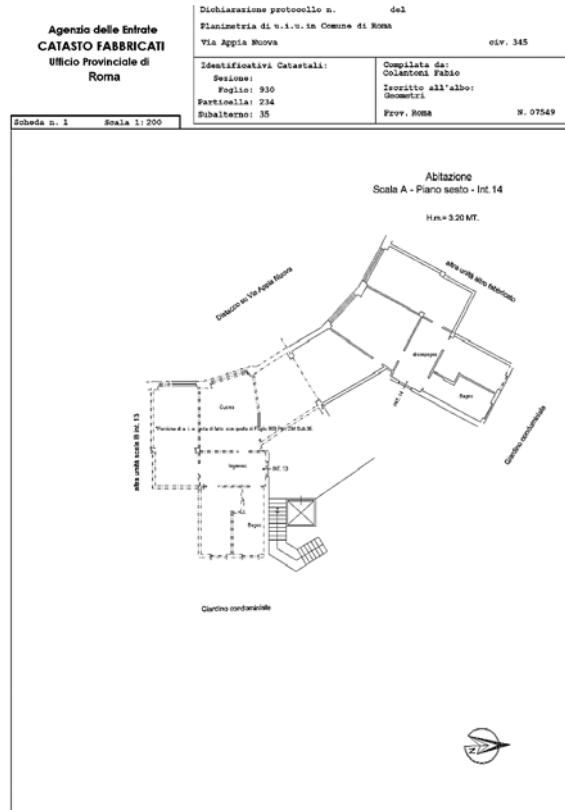 Agenzia delle Entrate
CATASTO FABBRICATI
Ufficio Provinciale di
Roma
Dichiarazione protocollo n. del
Planimetria di u.i.u. in Comune di Roma
Via Appia Nuova civ. 345
Identificativi Catastali:
Sezione:
Foglio: 930
Particella: 234
Subalterno: 35
Compilata da:
Colantoni Fabio
Iscritto all'albo:
Geometri
Prov. Roma N. 07549
Scheda n. 1 Scala 1:200
Abitazione
Scala A - Piano sesto - Int.14
H.m.= 3.20 MT.
altra unità altro fabbricato
Distacco su Via Appia Nuova
disimpegno
INT. 14
Bagno
Giardino condominiale
Cucina
altra unità scala B int. 13
Ingresso
INT. 13
Bagno
Giardino condominiale
N